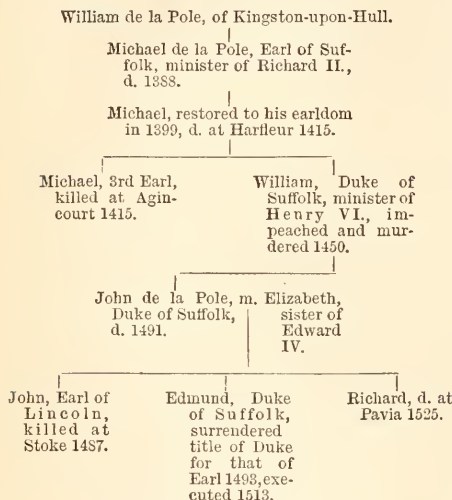 William de la Pole, of Kingston-upon-Hull.
Michael de la Pole, Earl of Suf-
folk, minister of Richard II.,
d. 1388.
Michael, restored to his earldom
in 1399, d. at Harfleur 1415.
Michael, 3rd Earl,
killed at Agin-
court 1415.
William, Duke of
Suffolk, minister of
Henry VI., im-
peached and mur-
dered 1450.
John de la Pole, m. Elizabeth,
Duke of Suffolk, sister of
d. 1491. Edward
IV.
John, Earl of
Lincoln,
killed at
Stoke 1487.
Edmund, Duke
of Suffolk,
surrendered
title of Duke
for that of
Earl 1493, exe-
cuted 1513.
Richard, d. at
Pavia 1525.